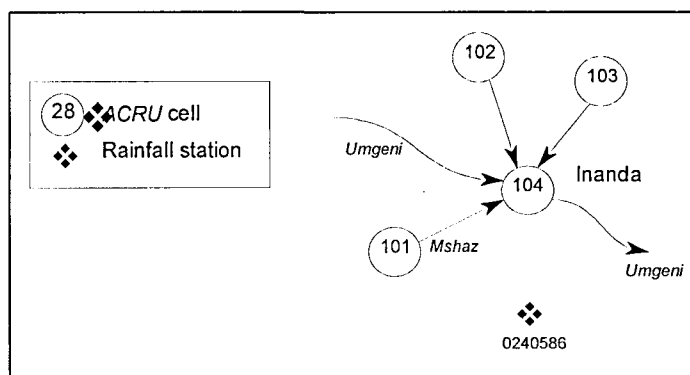 102
103
28 ACRU cell
Rainfall station
Umgeni
104
Inanda
101
Mshaz
Umgeni
0240586